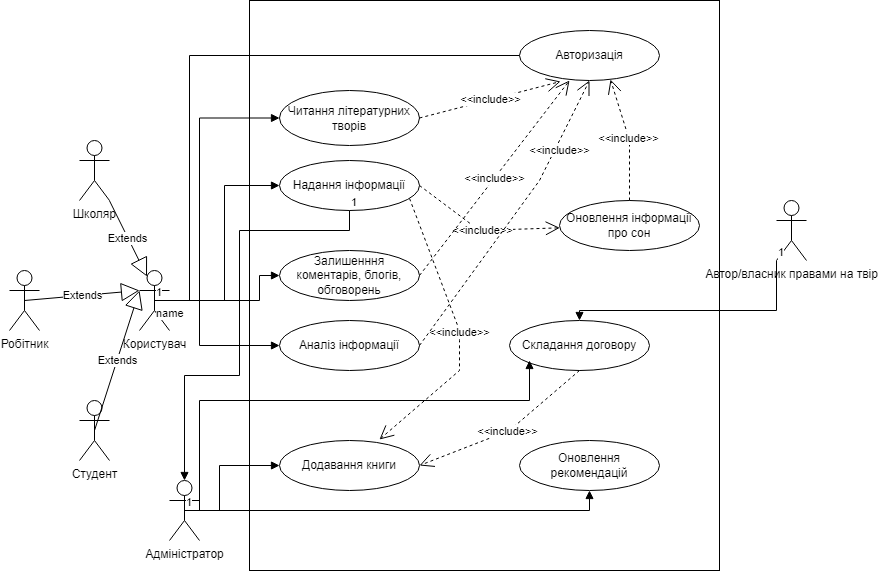 Авторизація
<<include>>
Читання літературних
творів
<<include>>
<<include>>
<<include>>
Школяр
Надання інформації
1
Оновлення інформації
про сон
<<include>>
Extends
Залишенння
коментарів, блогів,
обговорень
1
Автор/власник правами на твір
Extends
1
name
Робітник
Користувач
<<include>>
Аналіз інформації
Складання договору
Extends
<<include>>
Студент
Додавання книги
Оновлення
рекомендацій
1
Адміністратор